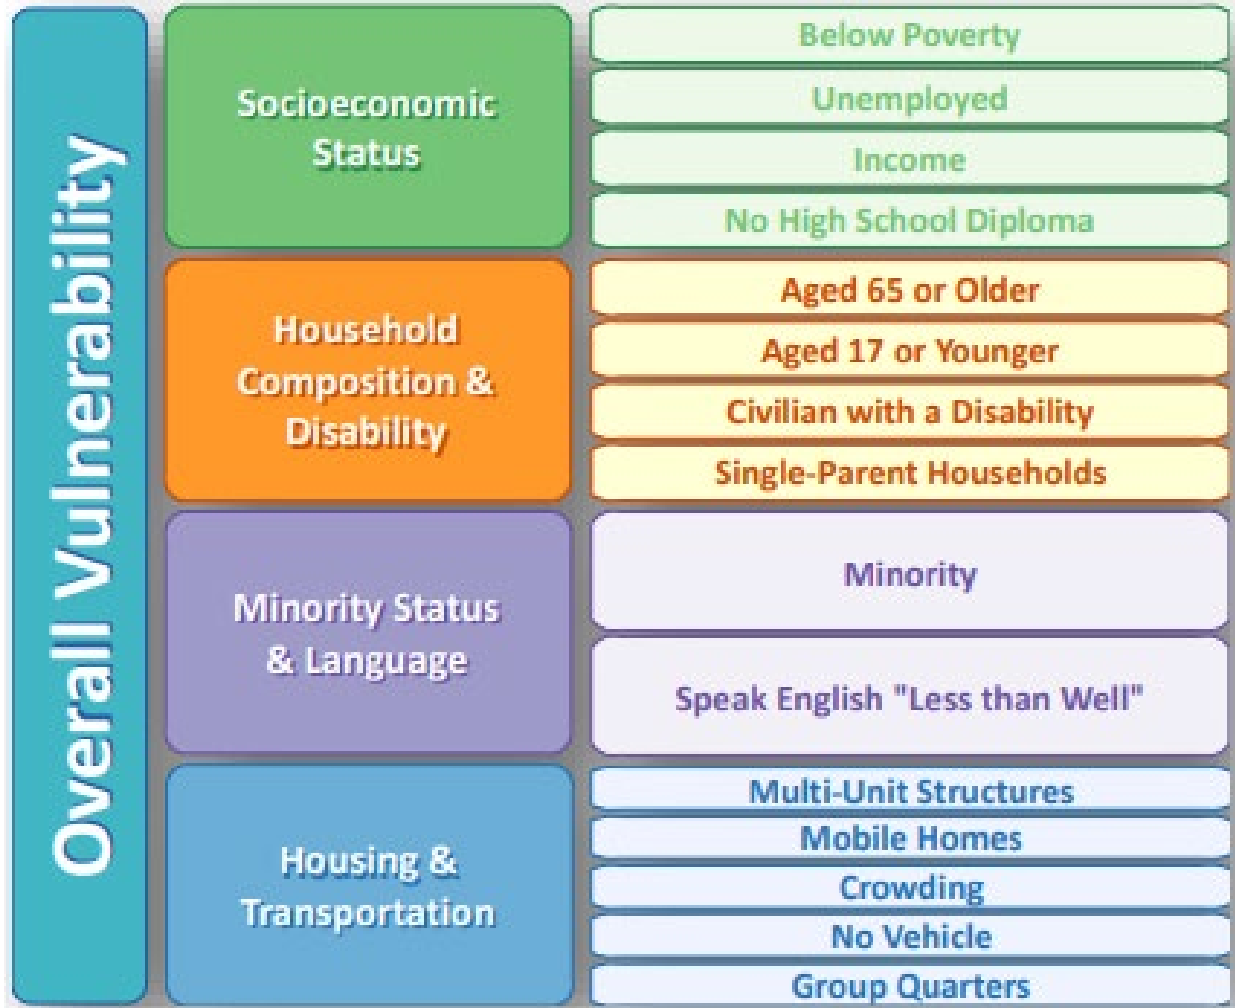 Overall Vulnerability
Socioeconomic
Status
Below Poverty
Unemployed
Income
No High School Diploma
Household
Composition &
Disability
Aged 65 or Older
Aged 17 or Younger
Civilian with a Disability
Single-Parent Households
Minority Status
& Language
Minority
Speak English "Less than Well"
Housing &
Transportation
Multi-Unit Structures
Mobile Homes
Crowding
No Vehicle
Group Quarters